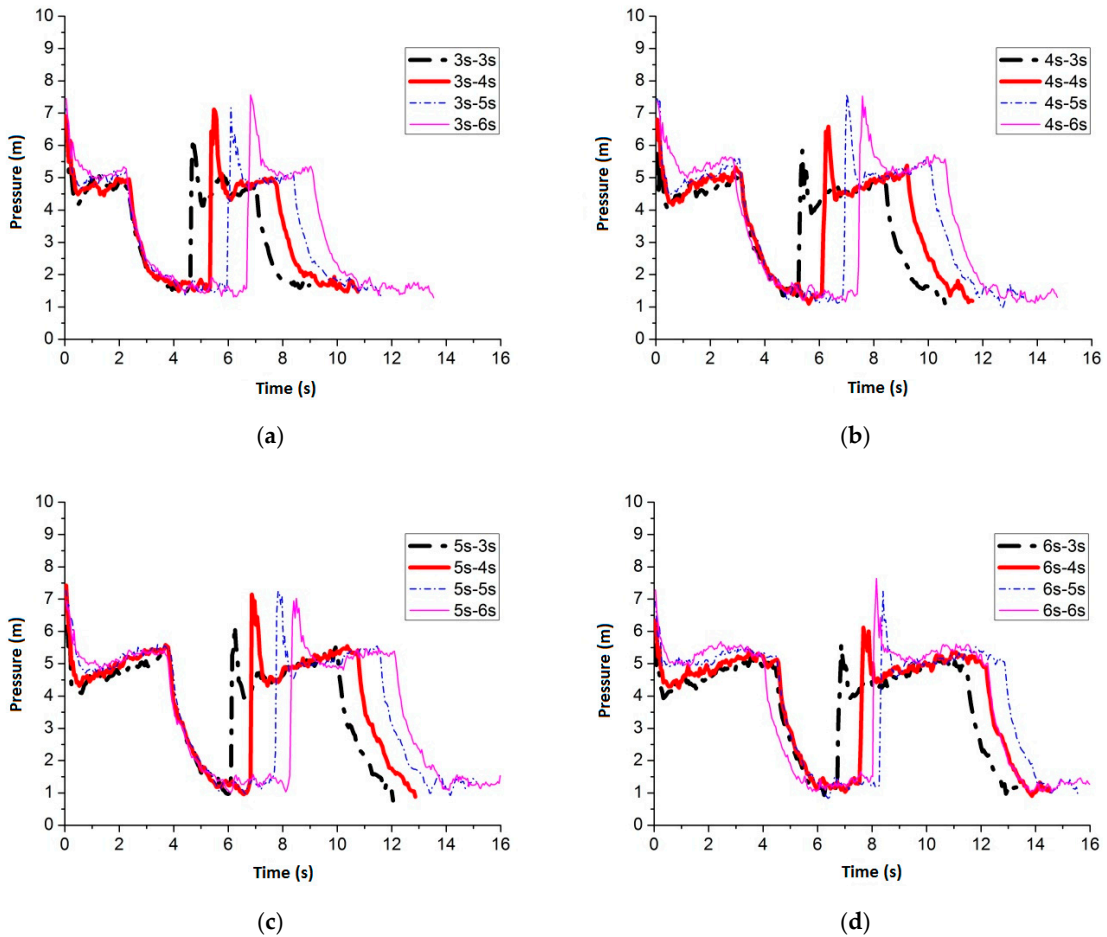 10
9
8
7
6
5
4
3
2
1
0
Pressure (m)
3s-3s
3s-4s
3s-5s
3s-6s
0 2 4 6 8 10 12 14 16
Time (s)
(a)
10
9
8
7
6
5
4
3
2
1
0
Pressure (m)
4s-3s
4s-4s
4s-5s
4s-6s
0 2 4 6 8 10 12 14 16
Time (s)
(b)
10
9
8
7
6
5
4
3
2
1
0
Pressure (m)
5s-3s
5s-4s
5s-5s
5s-6s
0 2 4 6 8 10 12 14 16
Time (s)
(c)
10
9
8
7
6
5
4
3
2
1
0
Pressure (m)
6s-3s
6s-4s
6s-5s
6s-6s
0 2 4 6 8 10 12 14 16
Time (s)
(d)